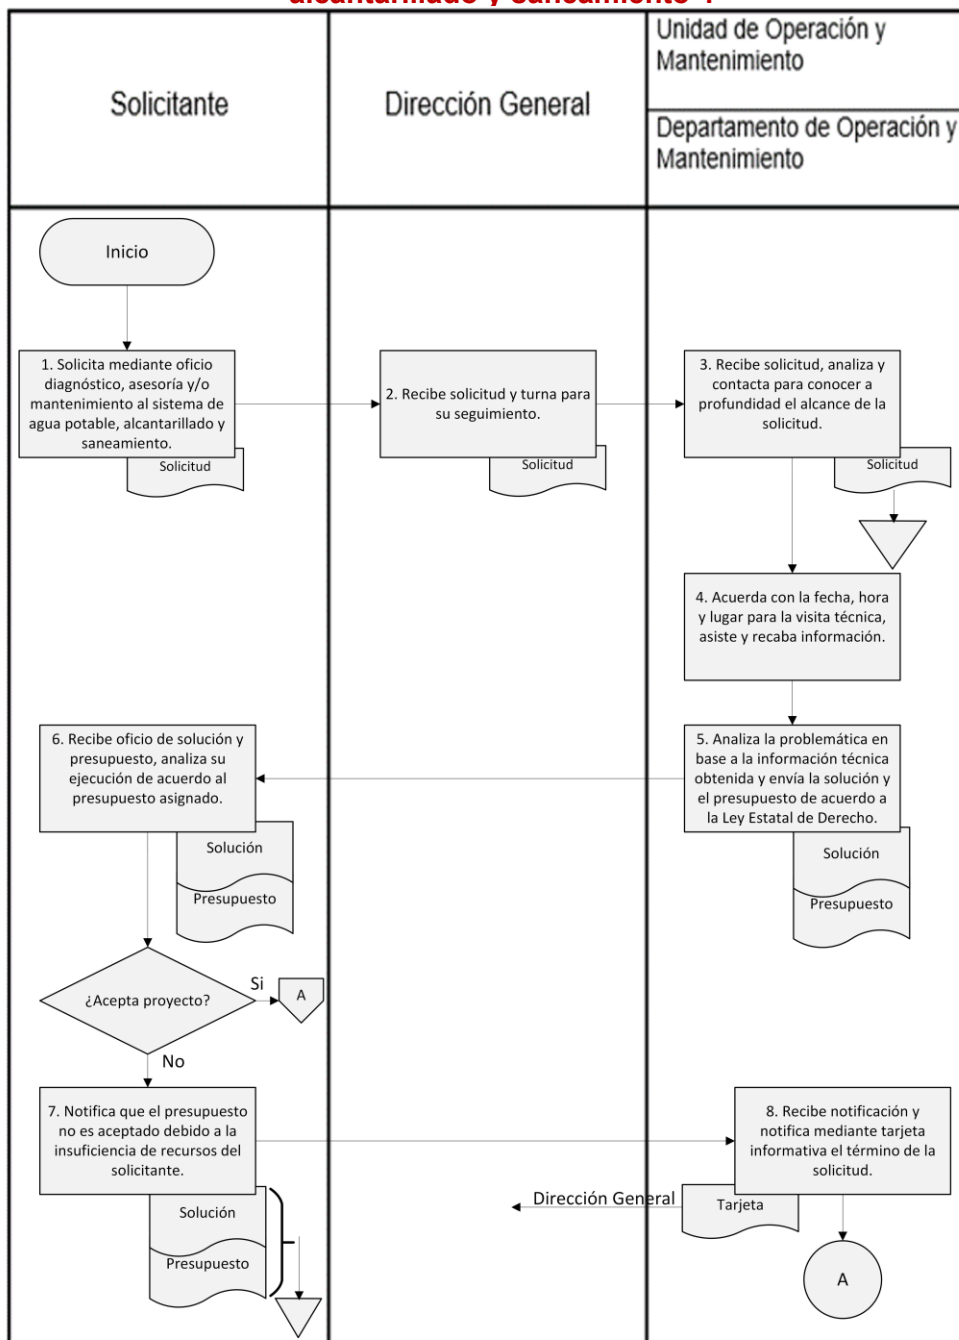 alcantarillado y saneamiento 1
Solicitante
Dirección General
Unidad de Operación y
Mantenimiento
Departamento de Operación y
Mantenimiento
Inicio
1. Solicita mediante oficio
diagnóstico, asesoría y/o
mantenimiento al sistema de
agua potable, alcantarillado y
saneamiento.
Solicitud
2. Recibe solicitud y turna para
su seguimiento.
Solicitud
3. Recibe solicitud, analiza y
contacta para conocer a
profundidad el alcance de la
solicitud.
Solicitud
4. Acuerda con la fecha, hora
y lugar para la visita técnica,
asiste y recaba información.
5. Analiza la problemática en
base a la información técnica
obtenida y envía la solución y
el presupuesto de acuerdo a
la Ley Estatal de Derecho.
Solución
Presupuesto
6. Recibe oficio de solución y
presupuesto, analiza su
ejecución de acuerdo al
presupuesto asignado.
Solución
Presupuesto
¿Acepta proyecto?
Si
A
No
7. Notifica que el presupuesto
no es aceptado debido a la
insuficiencia de recursos del
solicitante.
Solución
Presupuesto
8. Recibe notificación y
notifica mediante tarjeta
informativa el término de la
solicitud.
Tarjeta
Dirección General
A